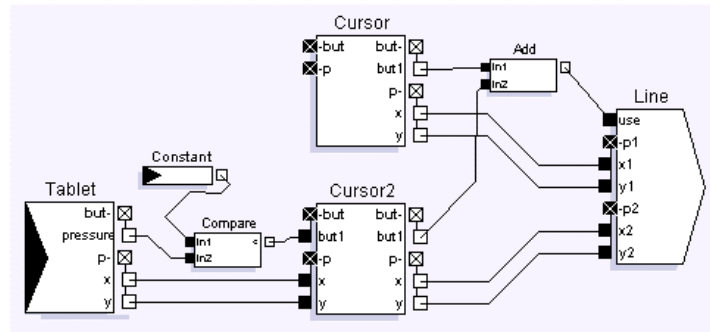 Cursor
-but but-
-p but1
p-
x
y
Add
In1
In2
Line
use
-p1
x1
y1
-p2
x2
y2
Constant
Tablet
but-
pressure
p-
x
y
Compare
In1 <
In2
Cursor2
-but but-
but1 but1
-p p-
x x
y y